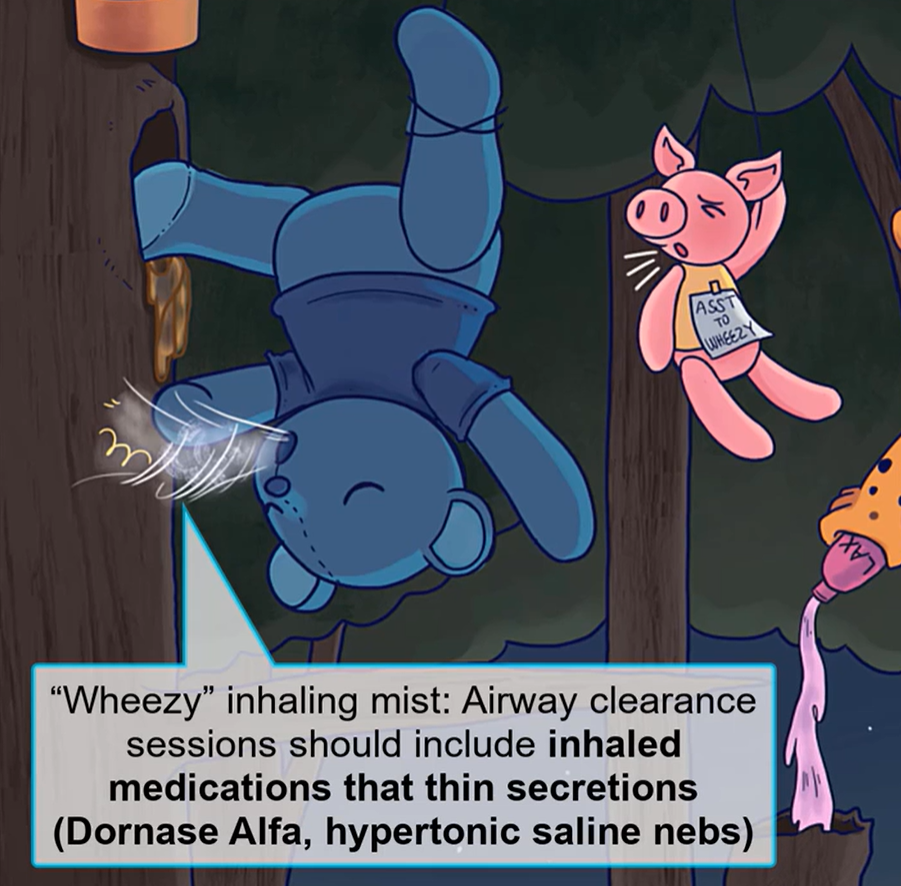 ASST
TO
WHEEZY
LAX
“Wheezy” inhaling mist: Airway clearance
sessions should include inhaled
medications that thin secretions
(Dornase Alfa, hypertonic saline nebs)